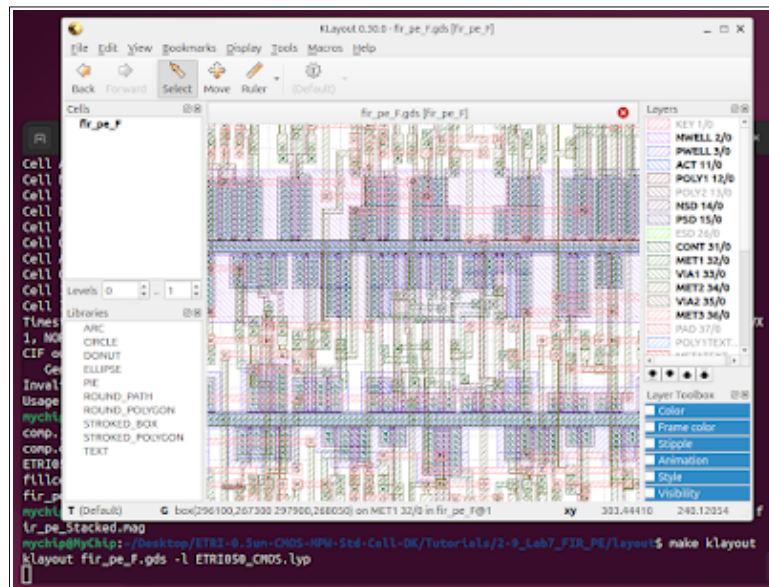 KLayout 0.30.0 - fir_pe_F.gds [fir_pe_F]
File Edit View Bookmarks Display Tools Macros Help
Back Forward Select Move Ruler (Default)
Cells
fir_pe_F
Levels 0 .. 1
Libraries
ARC
CIRCLE
DONUT
ELLIPSE
PIE
ROUND_PATH
ROUND_POLYGON
STROKED_BOX
STROKED_POLYGON
TEXT
fir_pe_F.gds [fir_pe_F]
Layers
KEY 1/0
NWELL 2/0
PWELL 3/0
ACT 11/0
POLY1 12/0
POLY2 13/0
NSD 14/0
PSD 15/0
ESD 26/0
CONT 31/0
MET1 32/0
VIA1 33/0
MET2 34/0
VIA2 35/0
MET3 36/0
PAD 37/0
POLY1TEXT
Layer Toolbox
Color
Frame color
Stipple
Animation
Style
Visibility
T (Default) G box(296100,267300 297900,268050) on MET1 32/0 in fir_pe_F@1 xy 303.44410 240.12054
Cell
Cell
Cell
Cell
Cell
Cell
Cell
Cell
Cell
Cell
Times
1, NO
CIF o
Ge
Inval
Usage
mychi
comp.
comp.
ETRI05
fillce
fir_p
mychi
ir_pe_Stacked.mag
mychip@MyChip:~/Desktop/ETRI-0.5um-CMOS-MPW-Std-Cell-DK/Tutorials/2-9_Lab7_FIR_PE/layout$ make klayout
klayout fir_pe_F.gds -l ETRI050_CMOS.lyp